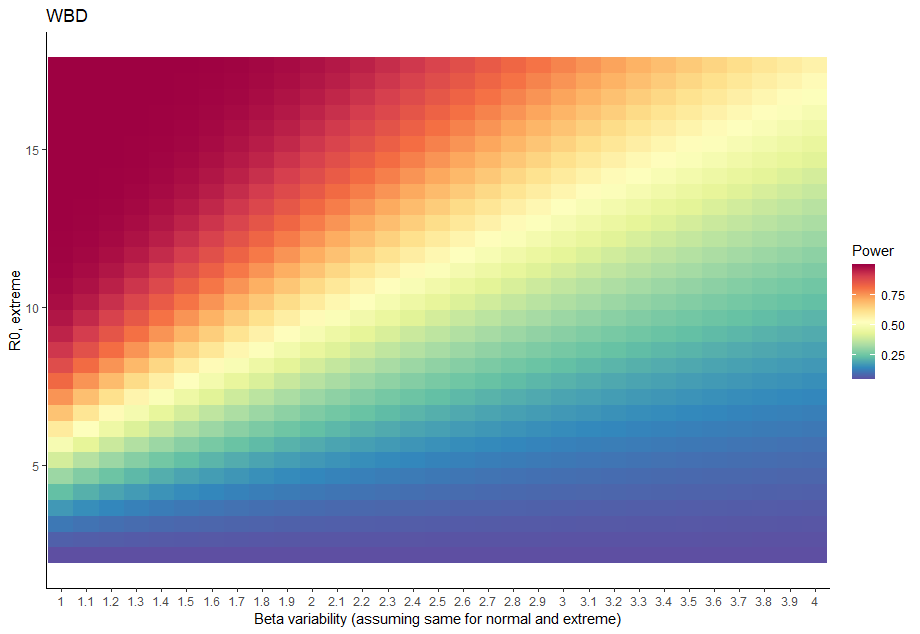 WBD
R0, extreme
15
10
5
1 1.1 1.2 1.3 1.4 1.5 1.6 1.7 1.8 1.9 2 2.1 2.2 2.3 2.4 2.5 2.6 2.7 2.8 2.9 3 3.1 3.2 3.3 3.4 3.5 3.6 3.7 3.8 3.9 4
Beta variability (assuming same for normal and extreme)
Power
0.75
0.50
0.25